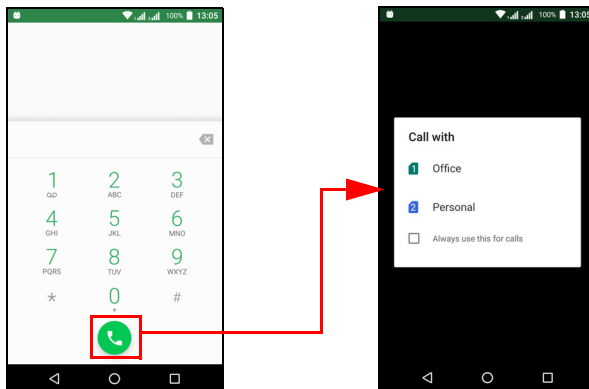 100% 13:05
1 2 3
ABC DEF
4 5 6
GHI JKL MNO
7 8 9
PQRS TUV WXYZ
* 0 #
+
100% 13:05
Call with
1 Office
2 Personal
Always use this for calls